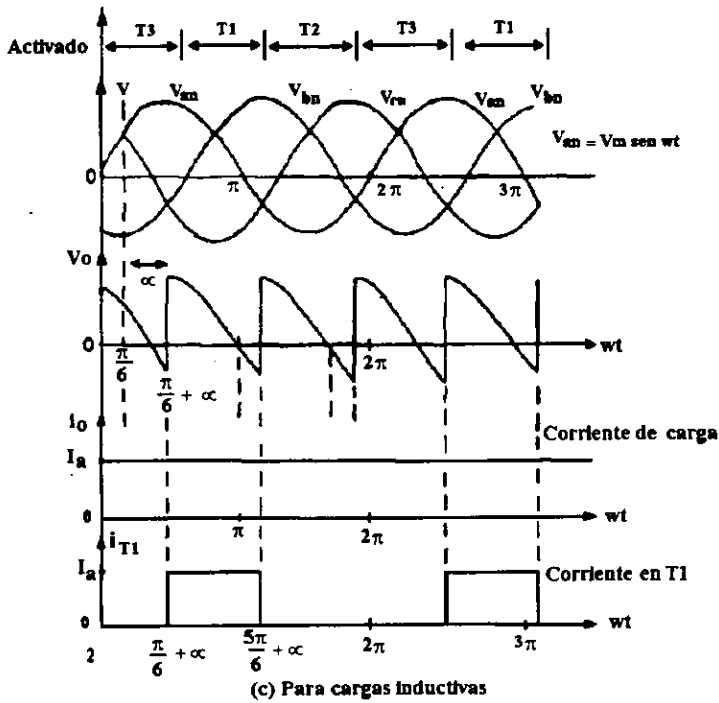 T3 T1 T2 T3 T1
Activado
V Van Vbn Vcn Van Vbn
Van = Vm sen wt
0 π 2π 3π
Vo
∝
0 2π wt
π/6
π/6 + ∝
io
Corriente de carga
Ia
0 π 2π wt
iT1
Ia Corriente en T1
0 wt
2 π/6 + ∝ 5π/6 + ∝ 2π 3π
(c) Para cargas inductivas